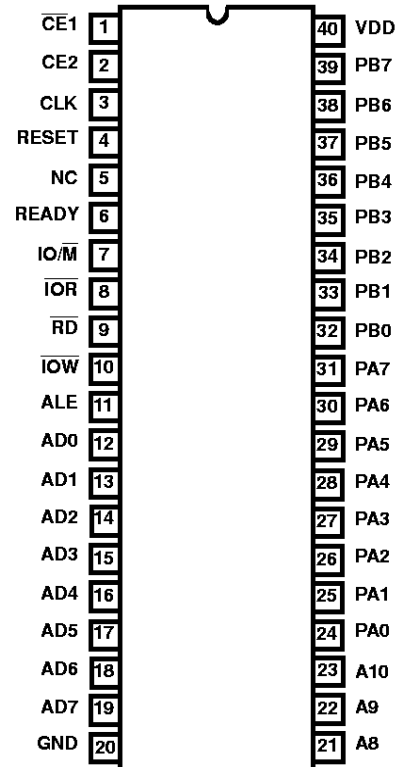 C̅E̅1 1 40 VDD
CE2 2 39 PB7
CLK 3 38 PB6
RESET 4 37 PB5
NC 5 36 PB4
READY 6 35 PB3
IO/M̅ 7 34 PB2
I̅O̅R̅ 8 33 PB1
R̅D̅ 9 32 PB0
I̅O̅W̅ 10 31 PA7
ALE 11 30 PA6
AD0 12 29 PA5
AD1 13 28 PA4
AD2 14 27 PA3
AD3 15 26 PA2
AD4 16 25 PA1
AD5 17 24 PA0
AD6 18 23 A10
AD7 19 22 A9
GND 20 21 A8